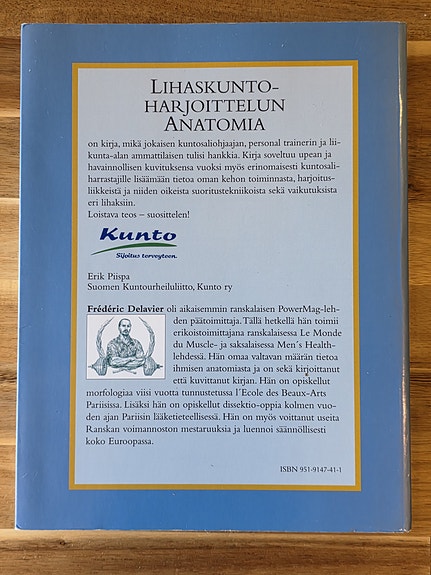 LIHASKUNTO-
HARJOITTELUN
ANATOMIA
on kirja, mikä jokaisen kuntosaliohjaajan, personal trainerin ja lii-
kunta-alan ammattilaisen tulisi hankkia. Kirja soveltuu upean ja
havainnollisen kuvituksensa vuoksi myös erinomaisesti kuntosali-
harrastajille lisäämään tietoa oman kehon toiminnasta, harjoitus-
liikkeistä ja niiden oikeista suoritustekniikoista sekä vaikutuksista
eri lihaksiin.
Loistava teos – suosittelen!
Kunto
Sijoitus terveyteen.
Erik Piispa
Suomen Kuntourheiluliitto, Kunto ry
Frédéric Delavier oli aikaisemmin ranskalaisen PowerMag-leh-
den päätoimittaja. Tällä hetkellä hän toimii
erikoistoimittajana ranskalaisessa Le Monde
du Muscle- ja saksalaisessa Men´s Health-
lehdessä. Hän omaa valtavan määrän tietoa
ihmisen anatomiasta ja on sekä kirjoittanut
että kuvittanut kirjan. Hän on opiskellut
morfologiaa viisi vuotta tunnustetussa l´Ecole des Beaux-Arts
Pariisissa. Lisäksi hän on opiskellut dissektio-oppia kolmen vuo-
den ajan Pariisin lääketieteellisessä. Hän on myös voittanut useita
Ranskan voimannoston mestaruuksia ja luennoi säännöllisesti
koko Euroopassa.
ISBN 951-9147-41-1